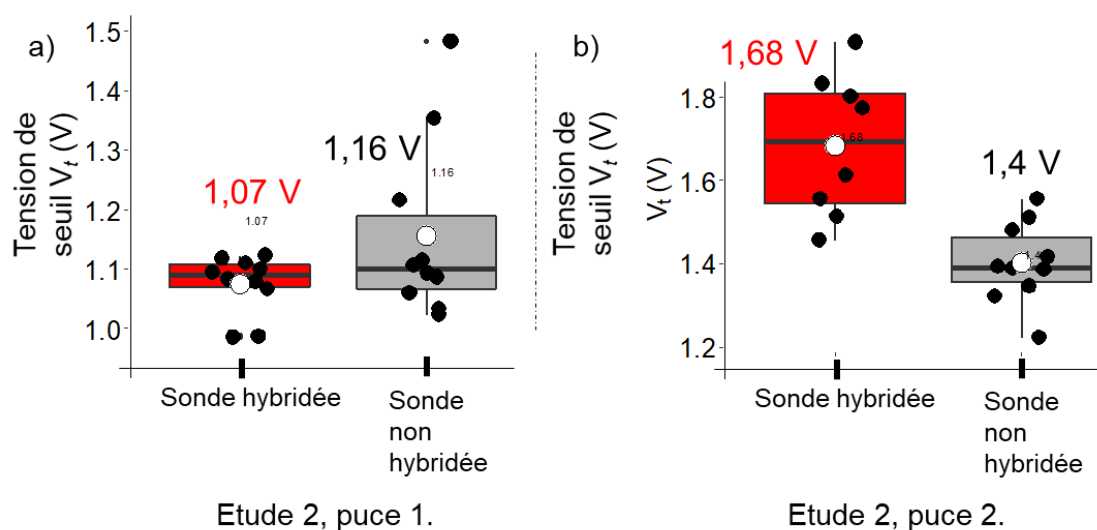 a)
Tension de
seuil Vt (V)
1.5
1.4
1.3
1.2
1.1
1.0
1,07 V
1.07
1,16 V
1.16
Sonde hybridée
Sonde
non
hybridée
Etude 2, puce 1.
b)
Tension de
seuil Vt (V)
Vt (V)
1.8
1.6
1.4
1.2
1,68 V
1.68
1,4 V
Sonde hybridée
Sonde
non
hybridée
Etude 2, puce 2.